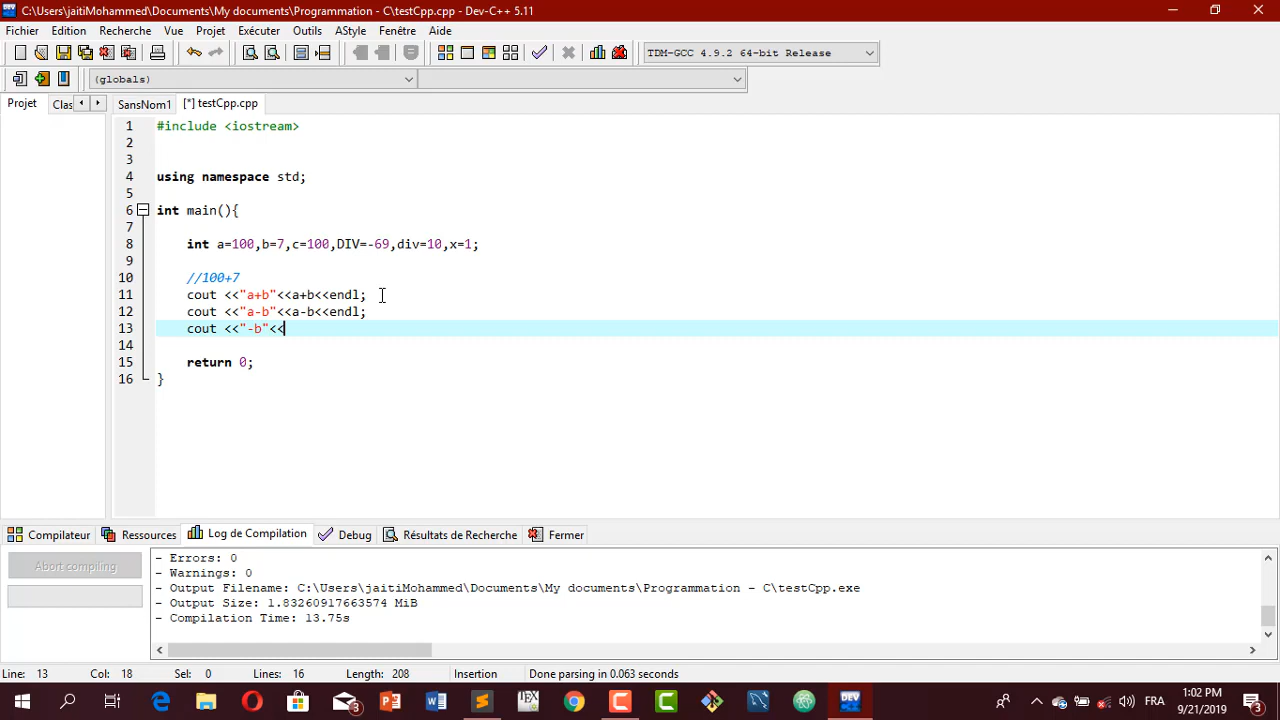 C:\Users\jaitiMohammed\Documents\My documents\Programmation - C\testCpp.cpp - Dev-C++ 5.11
Fichier Edition Recherche Vue Projet Exécuter Outils AStyle Fenêtre Aide
TDM-GCC 4.9.2 64-bit Release
(globals)
Projet Clas SansNom1 [*] testCpp.cpp
1 #include <iostream>
2
3
4 using namespace std;
5
6 int main(){
7
8 int a=100,b=7,c=100,DIV=-69,div=10,x=1;
9
10 //100+7
11 cout <<"a+b"<<a+b<<endl;
12 cout <<"a-b"<<a-b<<endl;
13 cout <<"-b"<<
14
15 return 0;
16 }
Compilateur Ressources Log de Compilation Debug Résultats de Recherche Fermer
Abort compiling
- Errors: 0
- Warnings: 0
- Output Filename: C:\Users\jaitiMohammed\Documents\My documents\Programmation - C\testCpp.exe
- Output Size: 1.83260917663574 MiB
- Compilation Time: 13.75s
Line: 13 Col: 18 Sel: 0 Lines: 16 Length: 208 Insertion Done parsing in 0.063 seconds
FRA 1:02 PM
9/21/2019